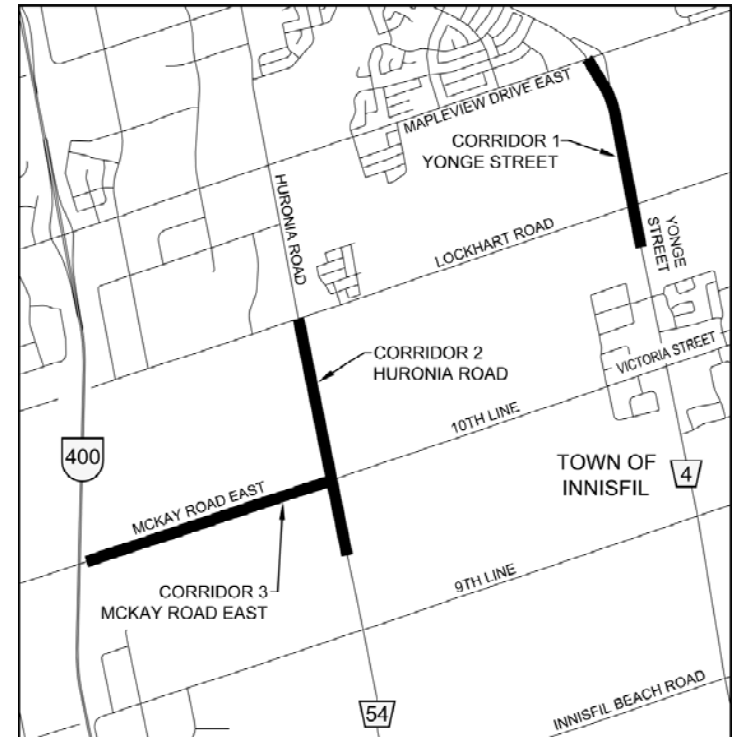 MAPLEVIEW DRIVE EAST
CORRIDOR 1
YONGE STREET
HURONIA ROAD
LOCKHART ROAD
YONGE
STREET
CORRIDOR 2
HURONIA ROAD
VICTORIA STREET
10TH LINE
400
TOWN OF
INNISFIL
4
MCKAY ROAD EAST
CORRIDOR 3
MCKAY ROAD EAST
9TH LINE
INNISFIL BEACH ROAD
54